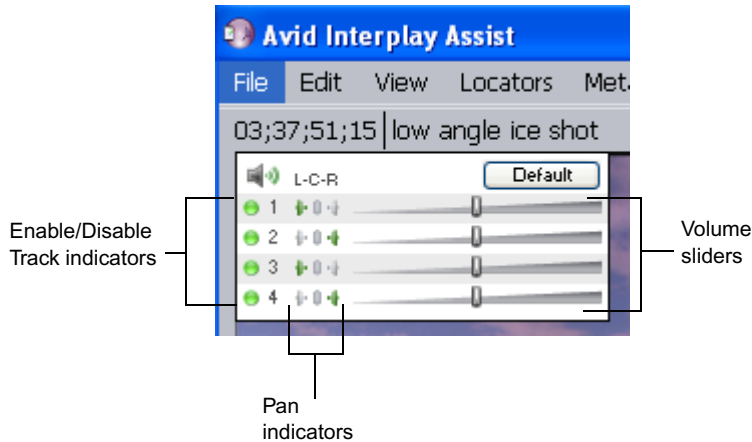 Avid Interplay Assist
File Edit View Locators Met
03;37;51;15 low angle ice shot
L-C-R Default
1
2
3
4
Enable/Disable
Track indicators
Volume
sliders
Pan
indicators